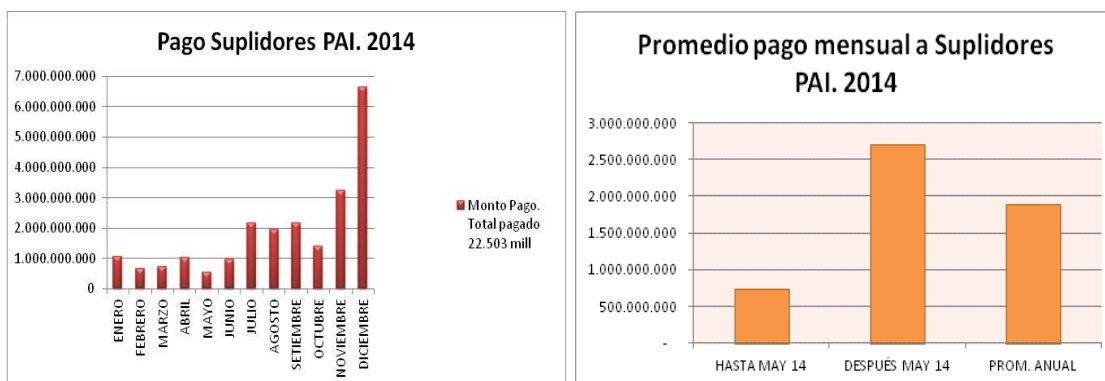 Pago Suplidores PAI. 2014
7.000.000.000
6.000.000.000
5.000.000.000
4.000.000.000
3.000.000.000
2.000.000.000
1.000.000.000
0
ENERO
FEBRERO
MARZO
ABRIL
MAYO
JUNIO
JULIO
AGOSTO
SETIEMBRE
OCTUBRE
NOVIEMBRE
DICIEMBRE
Monto Pago.
Total pagado
22.503 mill
Promedio pago mensual a Suplidores
PAI. 2014
3.000.000.000
2.500.000.000
2.000.000.000
1.500.000.000
1.000.000.000
500.000.000
-
HASTA MAY 14
DESPUÉS MAY 14
PROM. ANUAL